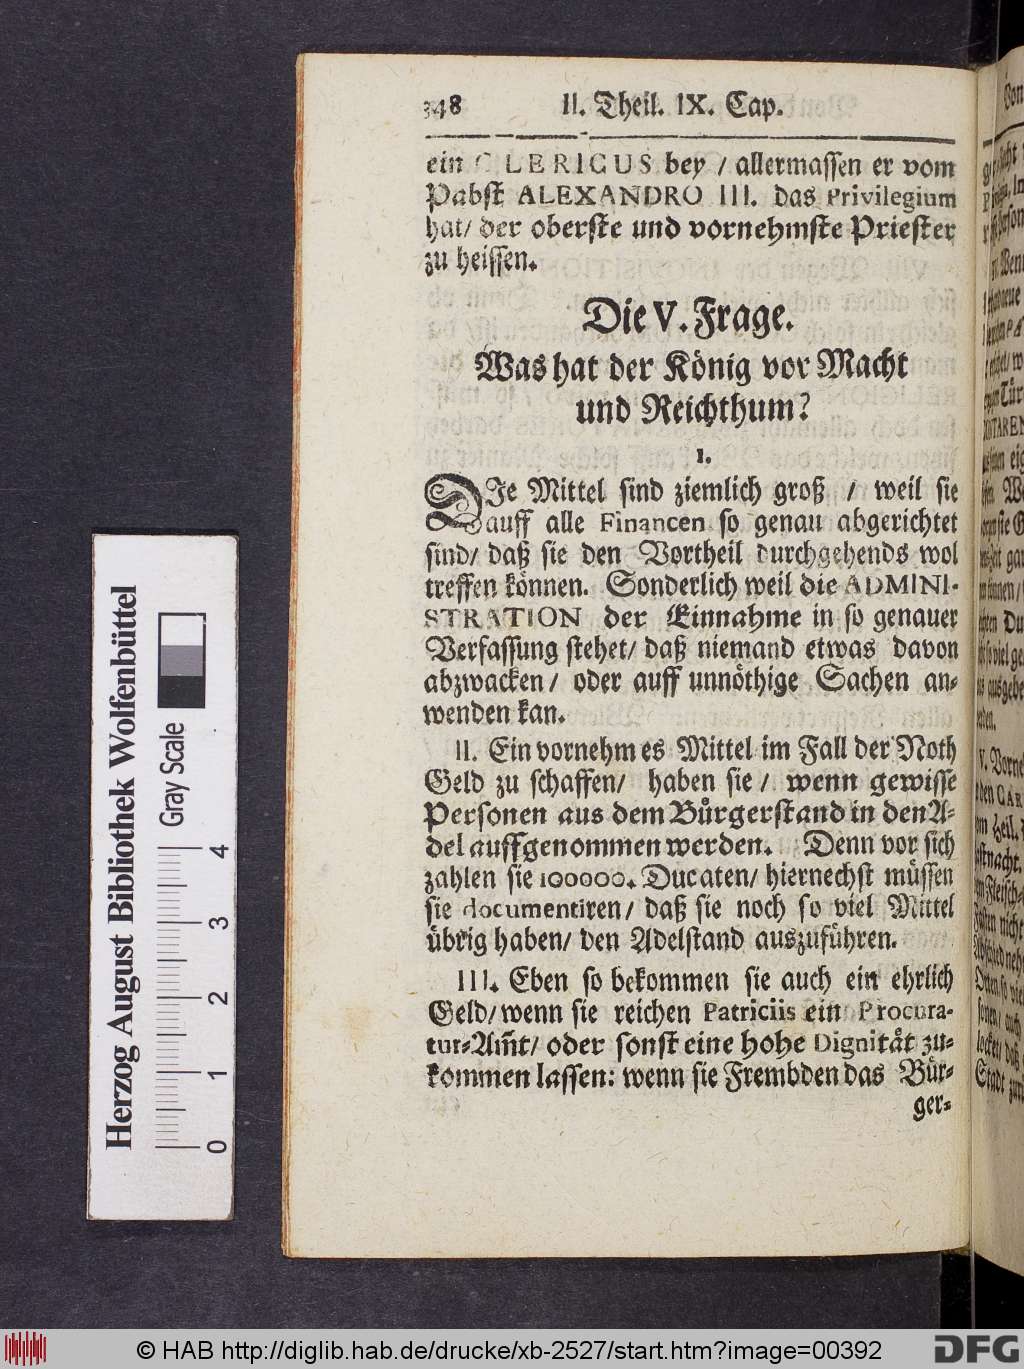 348 II. Theil. IX. Cap.
ein CLERICUS bey / allermassen er vom
Pabst ALEXANDRO III. das Privilegium
hat/ der oberste und vornehmste Priester
zu heissen.
Die V. Frage.
Was hat der König vor Macht
und Reichthum?
I.
DIe Mittel sind ziemlich groß / weil sie
auff alle Financen so genau abgerichtet
sind/ daß sie den Vortheil durchgehends wol
treffen können. Sonderlich weil die ADMINI-
STRATION der Einnahme in so genauer
Verfassung stehet/ daß niemand etwas davon
abzwacken / oder auff unnöthige Sachen an-
wenden kan.
II. Ein vornehmes Mittel im Fall der Noth
Geld zu schaffen/ haben sie / wenn gewisse
Personen aus dem Bürgerstand in den A-
del auffgenommen werden. Denn vor sich
zahlen sie 100000. Ducaten/ hiernechst müssen
sie documentiren/ daß sie noch so viel Mittel
übrig haben/ den Adelstand auszuführen.
III. Eben so bekommen sie auch ein ehrlich
Geld/ wenn sie reichen Patriciis ein Procura-
tur-Am̃t/ oder sonst eine hohe Dignität zu-
kommen lassen: wenn sie Frembden das Bür-
ger-
Herzog August Bibliothek Wolfenbüttel
Gray Scale
0 1 2 3 4
© HAB http://diglib.hab.de/drucke/xb-2527/start.htm?image=00392
DFG